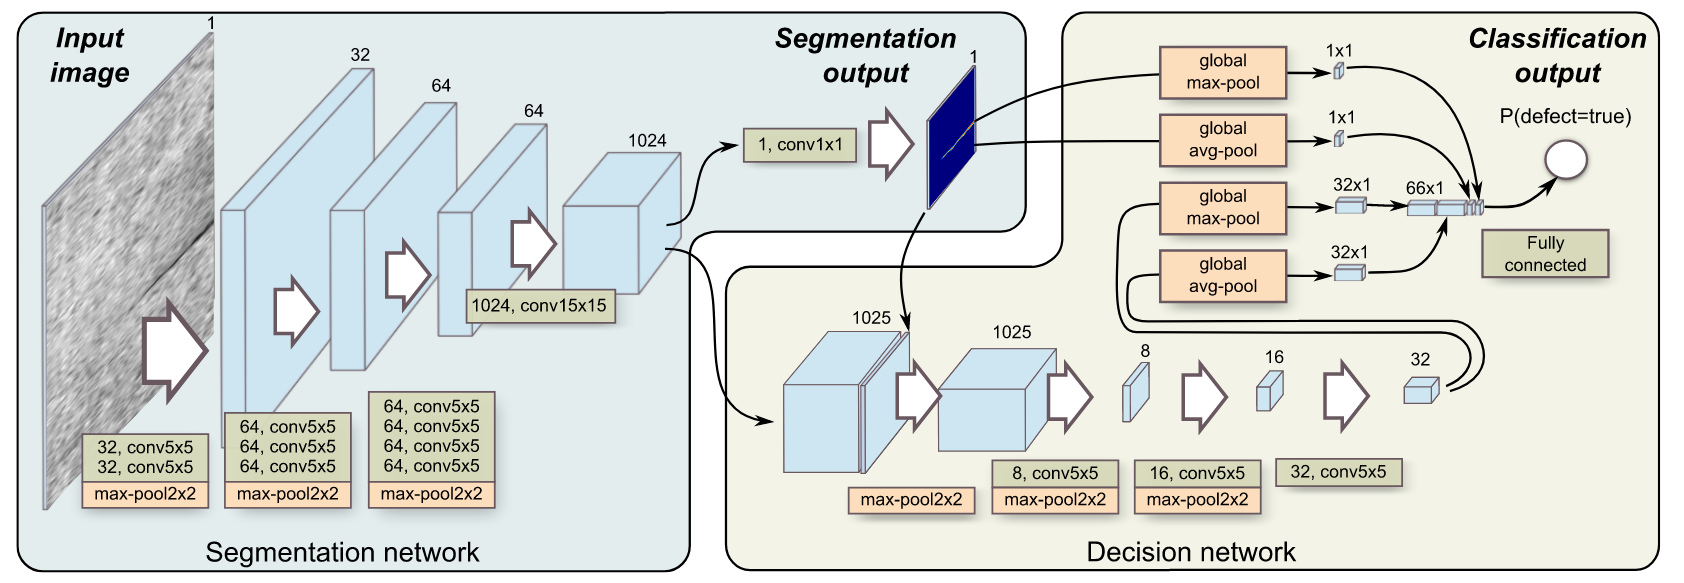 Input
image
1
32
64
64
1024
1024, conv15x15
32, conv5x5
32, conv5x5
max-pool2x2
64, conv5x5
64, conv5x5
64, conv5x5
max-pool2x2
64, conv5x5
64, conv5x5
64, conv5x5
64, conv5x5
max-pool2x2
Segmentation
output
1, conv1x1
1
Segmentation network
Classification
output
global
max-pool
1x1
global
avg-pool
1x1
global
max-pool
32x1
global
avg-pool
32x1
66x1
P(defect=true)
Fully
connected
1025
1025
8
16
32
max-pool2x2
8, conv5x5
max-pool2x2
16, conv5x5
max-pool2x2
32, conv5x5
Decision network